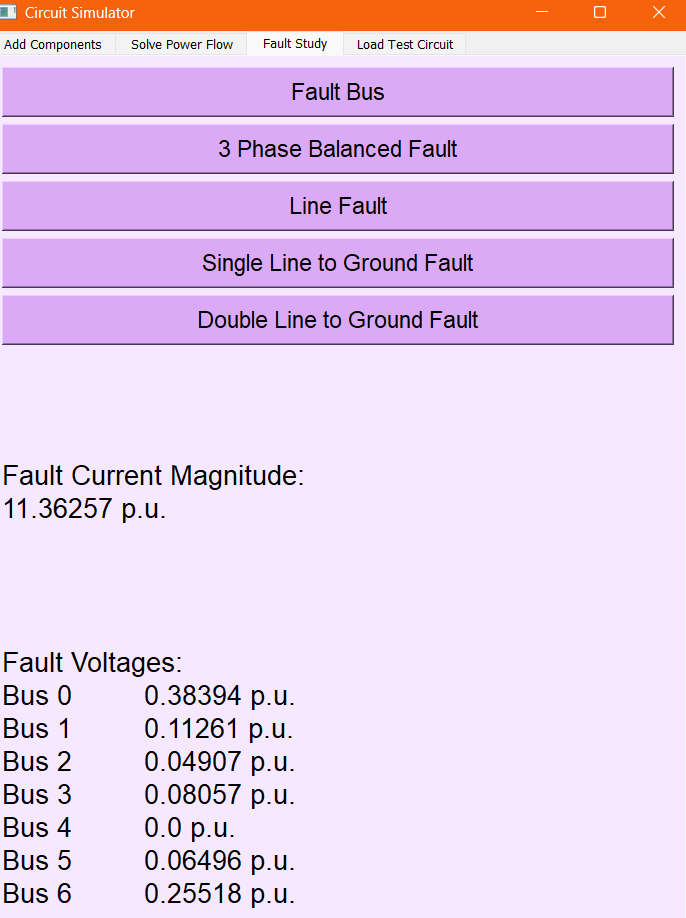 Circuit Simulator
Add Components Solve Power Flow Fault Study Load Test Circuit
Fault Bus
3 Phase Balanced Fault
Line Fault
Single Line to Ground Fault
Double Line to Ground Fault
Fault Current Magnitude:
11.36257 p.u.
Fault Voltages:
Bus 0 0.38394 p.u.
Bus 1 0.11261 p.u.
Bus 2 0.04907 p.u.
Bus 3 0.08057 p.u.
Bus 4 0.0 p.u.
Bus 5 0.06496 p.u.
Bus 6 0.25518 p.u.